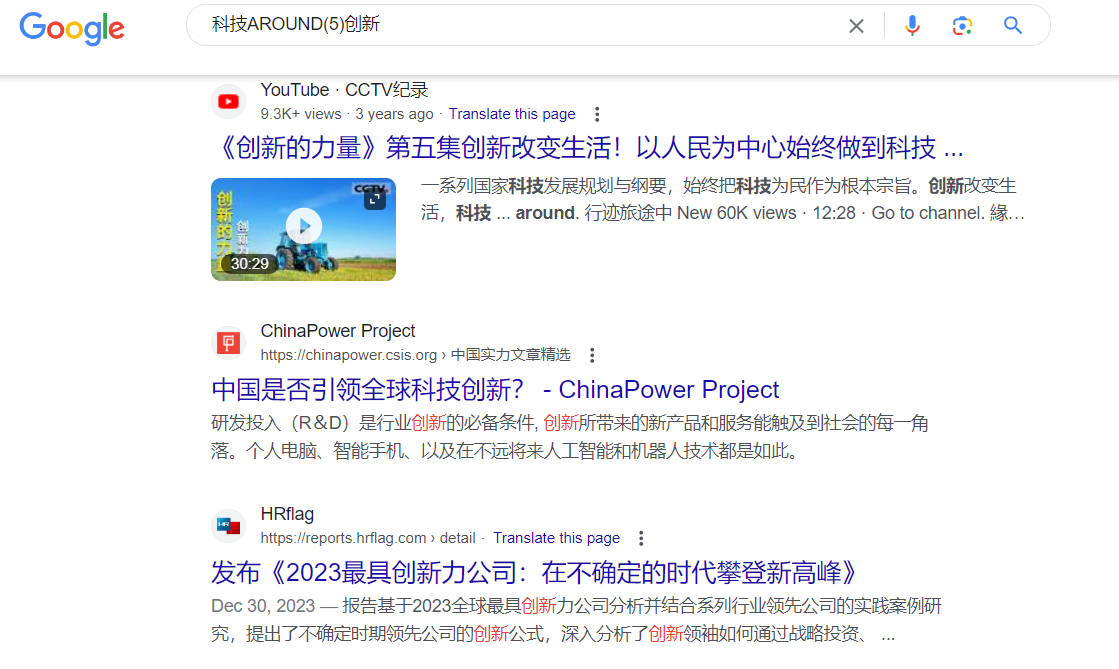 Google
科技AROUND(5)创新
YouTube · CCTV纪录
9.3K+ views · 3 years ago · Translate this page
《创新的力量》第五集创新改变生活！以人民为中心始终做到科技 ...
创新的力
创新力
CCTV
30:29
一系列国家科技发展规划与纲要，始终把科技为民作为根本宗旨。创新改变生
活，科技 ... around. 行迹旅途中 New 60K views · 12:28 · Go to channel. 緣...
ChinaPower Project
https://chinapower.csis.org › 中国实力文章精选
中国是否引领全球科技创新？ - ChinaPower Project
研发投入（R＆D）是行业创新的必备条件, 创新所带来的新产品和服务能触及到社会的每一角
落。个人电脑、智能手机、以及在不远将来人工智能和机器人技术都是如此。
HRflag
https://reports.hrflag.com › detail · Translate this page
发布《2023最具创新力公司：在不确定的时代攀登新高峰》
Dec 30, 2023 — 报告基于2023全球最具创新力公司分析并结合系列行业领先公司的实践案例研
究，提出了不确定时期领先公司的创新公式，深入分析了创新领袖如何通过战略投资、 ...